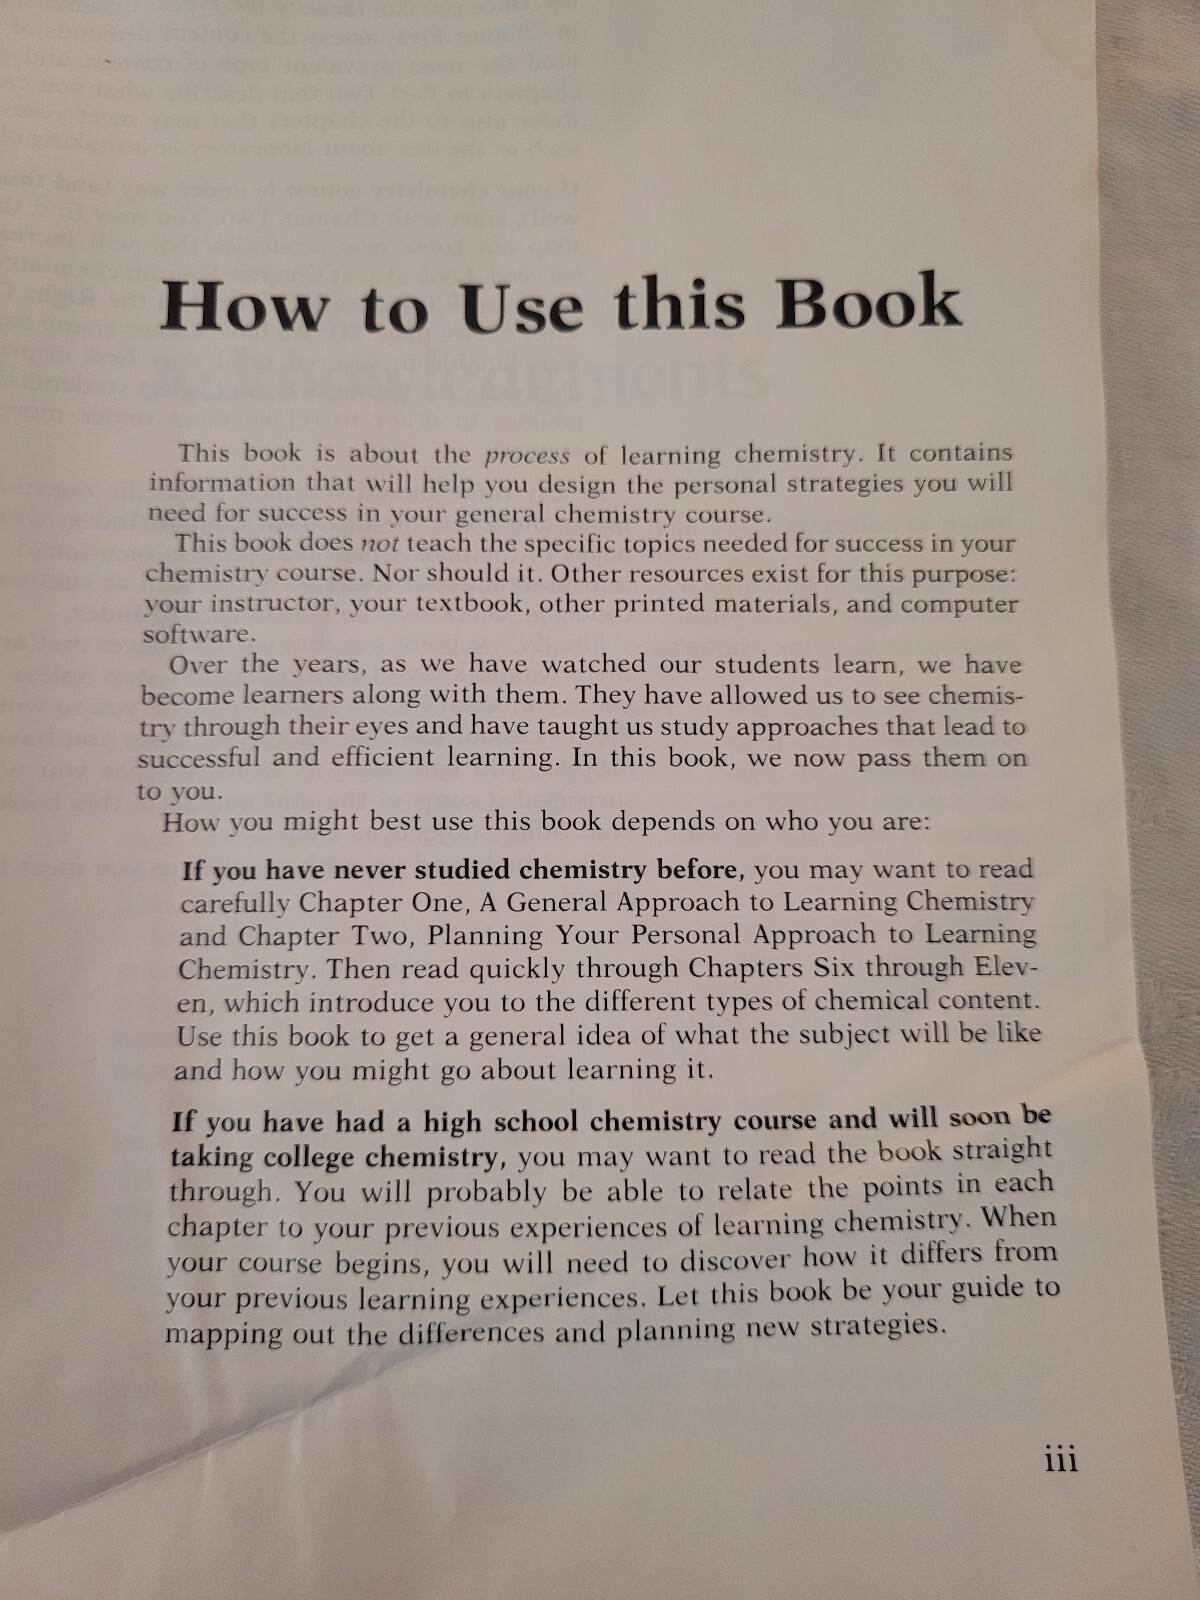 How to Use this Book
This book is about the process of learning chemistry. It contains
information that will help you design the personal strategies you will
need for success in your general chemistry course.
This book does not teach the specific topics needed for success in your
chemistry course. Nor should it. Other resources exist for this purpose:
your instructor, your textbook, other printed materials, and computer
software.
Over the years, as we have watched our students learn, we have
become learners along with them. They have allowed us to see chemis-
try through their eyes and have taught us study approaches that lead to
successful and efficient learning. In this book, we now pass them on
to you.
How you might best use this book depends on who you are:
If you have never studied chemistry before, you may want to read
carefully Chapter One, A General Approach to Learning Chemistry
and Chapter Two, Planning Your Personal Approach to Learning
Chemistry. Then read quickly through Chapters Six through Elev-
en, which introduce you to the different types of chemical content.
Use this book to get a general idea of what the subject will be like
and how you might go about learning it.
If you have had a high school chemistry course and will soon be
taking college chemistry, you may want to read the book straight
through. You will probably be able to relate the points in each
chapter to your previous experiences of learning chemistry. When
your course begins, you will need to discover how it differs from
your previous learning experiences. Let this book be your guide to
mapping out the differences and planning new strategies.
iii